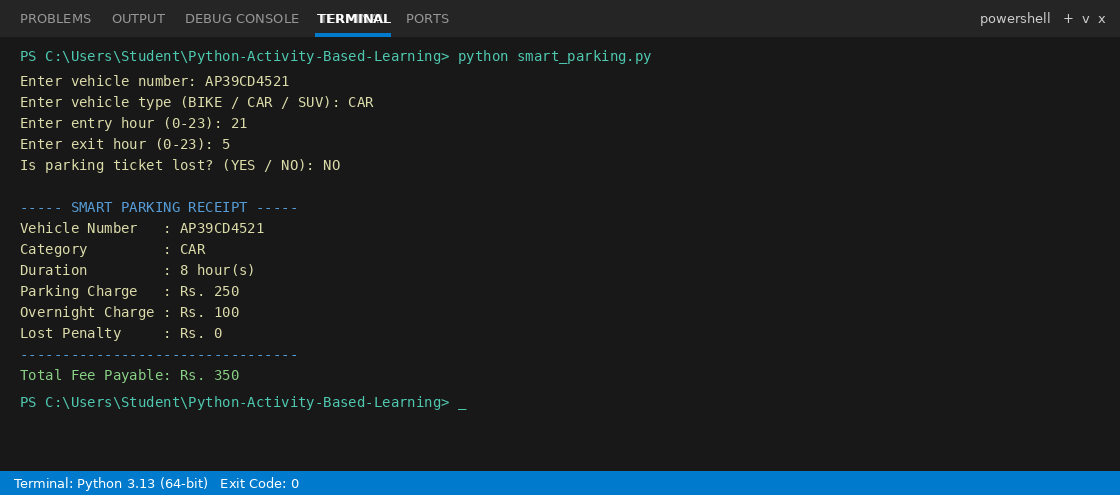 PROBLEMS OUTPUT DEBUG CONSOLE TERMINAL PORTS powershell + v x
PS C:\Users\Student\Python-Activity-Based-Learning> python smart_parking.py
Enter vehicle number: AP39CD4521
Enter vehicle type (BIKE / CAR / SUV): CAR
Enter entry hour (0-23): 21
Enter exit hour (0-23): 5
Is parking ticket lost? (YES / NO): NO
----- SMART PARKING RECEIPT -----
Vehicle Number   : AP39CD4521
Category         : CAR
Duration         : 8 hour(s)
Parking Charge   : Rs. 250
Overnight Charge : Rs. 100
Lost Penalty     : Rs. 0
---------------------------------
Total Fee Payable: Rs. 350
PS C:\Users\Student\Python-Activity-Based-Learning> _
Terminal: Python 3.13 (64-bit)   Exit Code: 0